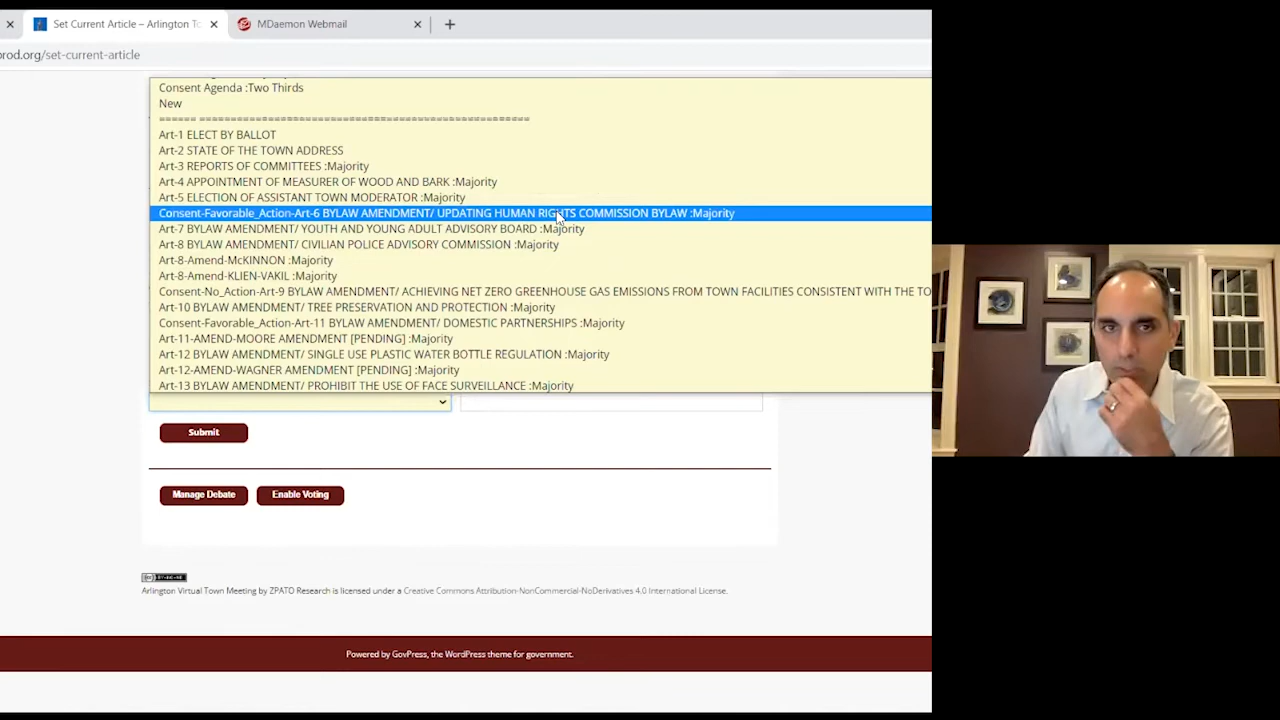 Set Current Article – Arlington To
MDaemon Webmail
prod.org/set-current-article
Consent Agenda :Two Thirds
New
====== ====================================================
Art-1 ELECT BY BALLOT
Art-2 STATE OF THE TOWN ADDRESS
Art-3 REPORTS OF COMMITTEES :Majority
Art-4 APPOINTMENT OF MEASURER OF WOOD AND BARK :Majority
Art-5 ELECTION OF ASSISTANT TOWN MODERATOR :Majority
Consent-Favorable_Action-Art-6 BYLAW AMENDMENT/ UPDATING HUMAN RIGHTS COMMISSION BYLAW :Majority
Art-7 BYLAW AMENDMENT/ YOUTH AND YOUNG ADULT ADVISORY BOARD :Majority
Art-8 BYLAW AMENDMENT/ CIVILIAN POLICE ADVISORY COMMISSION :Majority
Art-8-Amend-McKINNON :Majority
Art-8-Amend-KLIEN-VAKIL :Majority
Consent-No_Action-Art-9 BYLAW AMENDMENT/ ACHIEVING NET ZERO GREENHOUSE GAS EMISSIONS FROM TOWN FACILITIES CONSISTENT WITH THE TO
Art-10 BYLAW AMENDMENT/ TREE PRESERVATION AND PROTECTION :Majority
Consent-Favorable_Action-Art-11 BYLAW AMENDMENT/ DOMESTIC PARTNERSHIPS :Majority
Art-11-AMEND-MOORE AMENDMENT [PENDING] :Majority
Art-12 BYLAW AMENDMENT/ SINGLE USE PLASTIC WATER BOTTLE REGULATION :Majority
Art-12-AMEND-WAGNER AMENDMENT [PENDING] :Majority
Art-13 BYLAW AMENDMENT/ PROHIBIT THE USE OF FACE SURVEILLANCE :Majority
Submit
Manage Debate
Enable Voting
Arlington Virtual Town Meeting by ZPATO Research is licensed under a Creative Commons Attribution-NonCommercial-NoDerivatives 4.0 International License.
Powered by GovPress, the WordPress theme for government.